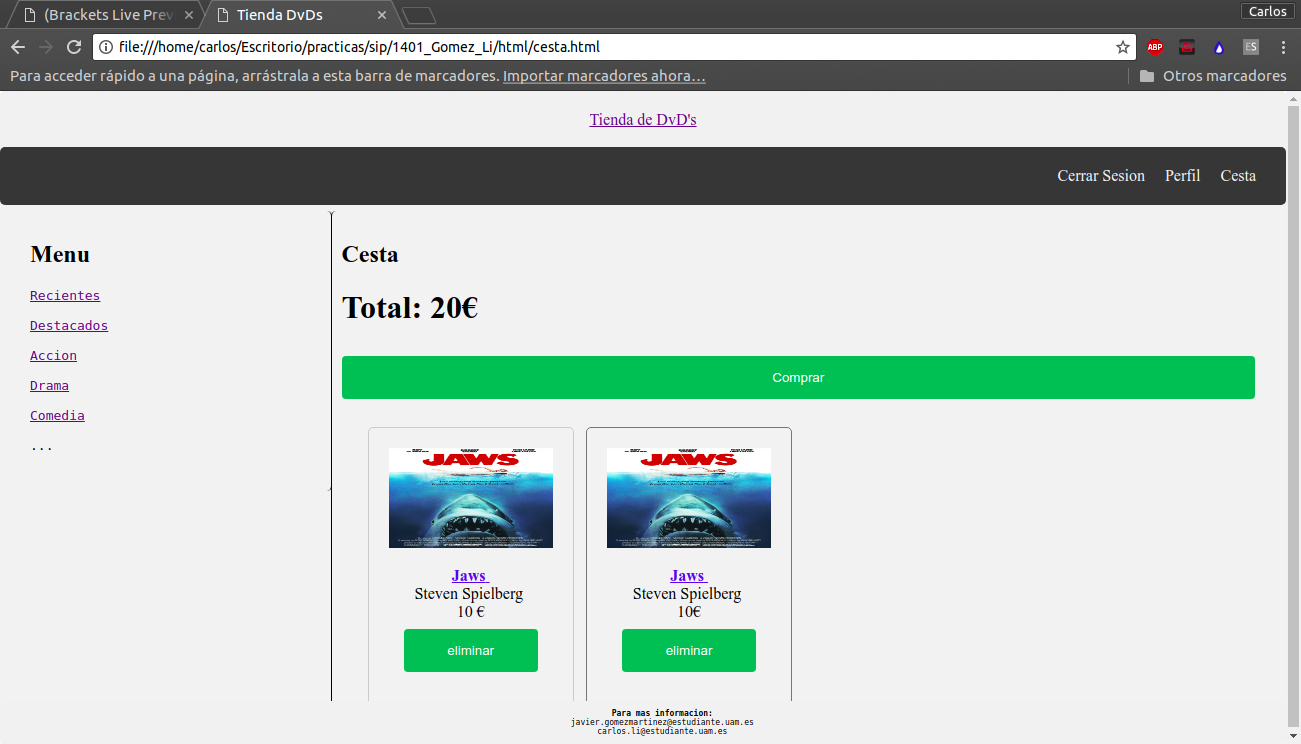 (Brackets Live Prev
Tienda DvDs
Carlos
file:///home/carlos/Escritorio/practicas/sip/1401_Gomez_Li/html/cesta.html
ABP
ES
Para acceder rápido a una página, arrástrala a esta barra de marcadores. Importar marcadores ahora...
Otros marcadores
Tienda de DvD's
Cerrar Sesion Perfil Cesta
Menu
Recientes
Destacados
Accion
Drama
Comedia
...
Cesta
Total: 20€
Comprar
JAWS
Jaws
Steven Spielberg
10 €
eliminar
JAWS
Jaws
Steven Spielberg
10€
eliminar
Para mas informacion:
javier.gomezmartinez@estudiante.uam.es
carlos.li@estudiante.uam.es